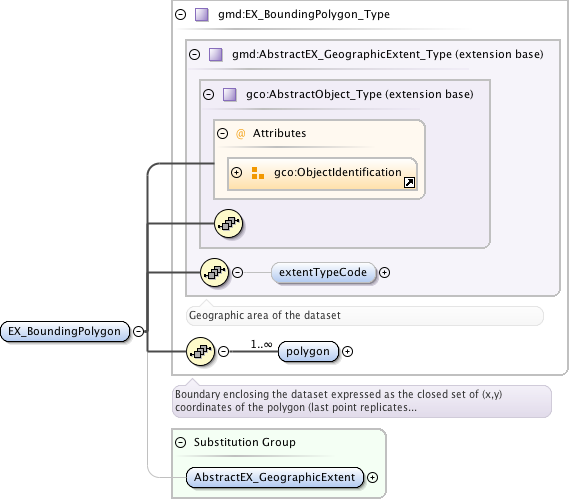 gmd:EX_BoundingPolygon_Type
gmd:AbstractEX_GeographicExtent_Type (extension base)
gco:AbstractObject_Type (extension base)
@ Attributes
gco:ObjectIdentification
extentTypeCode
Geographic area of the dataset
EX_BoundingPolygon
1..∞
polygon
Boundary enclosing the dataset expressed as the closed set of (x,y)
coordinates of the polygon (last point replicates...
Substitution Group
AbstractEX_GeographicExtent